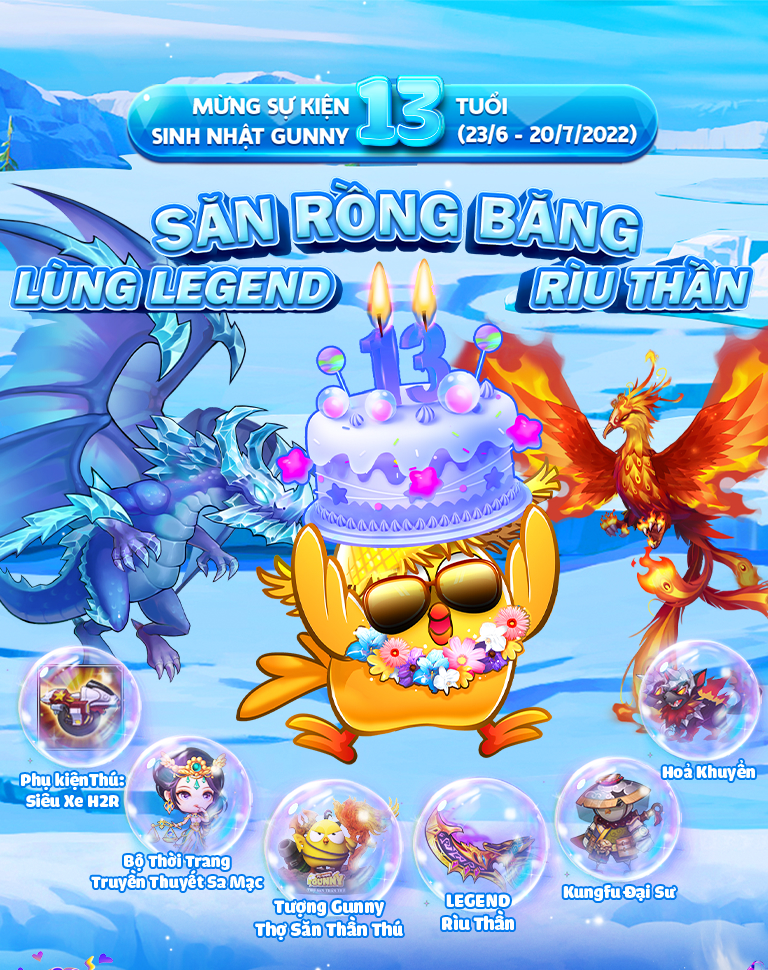 MỪNG SỰ KIỆN
SINH NHẬT GUNNY
13
TUỔI
(23/6 - 20/7/2022)
SĂN RỒNG BĂNG
LÙNG LEGEND
RÌU THẦN
13
Phụ kiện Thú:
Siêu Xe H2R
Bộ Thời Trang
Truyền Thuyết Sa Mạc
GUNNY
Tượng Gunny
Thợ Săn Thần Thú
LEGEND
Rìu Thần
Kungfu Đại Sư
Hoả Khuyển